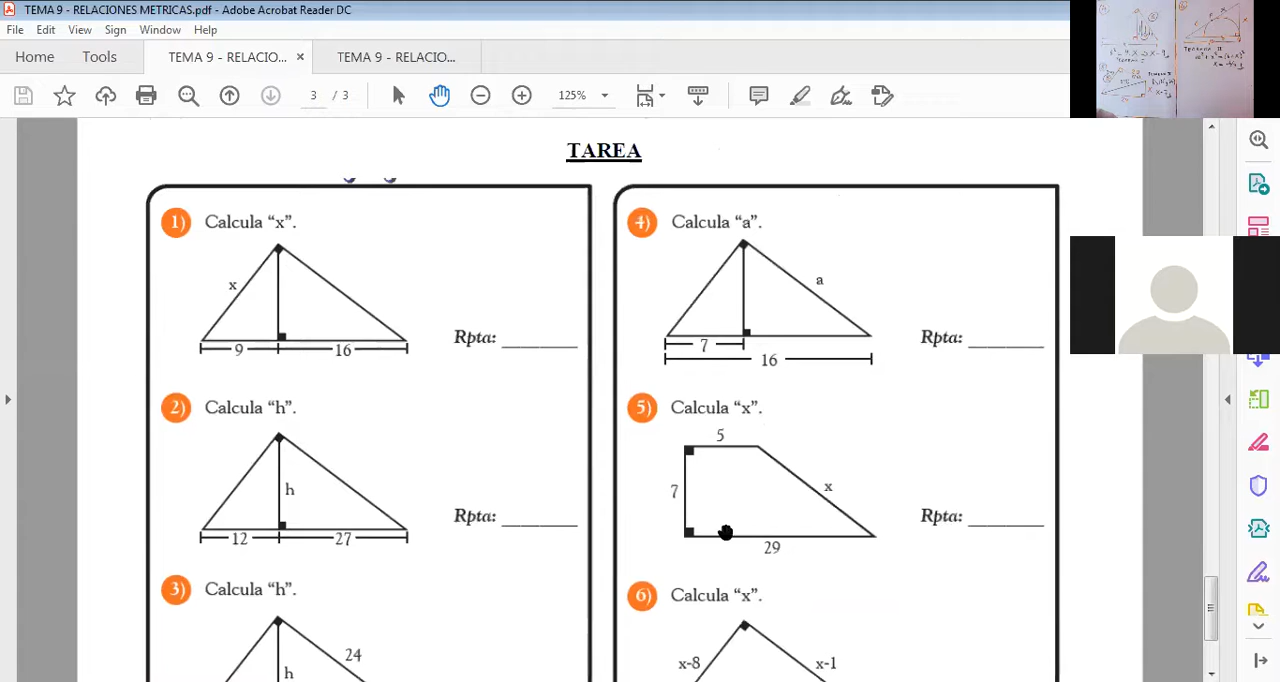 TEMA 9 - RELACIONES METRICAS.pdf - Adobe Acrobat Reader DC
File Edit View Sign Window Help
Home Tools TEMA 9 - RELACIO... × TEMA 9 - RELACIO...
3 / 3 125%
TAREA
1) Calcula “x”.
x
9 16
Rpta: ________
2) Calcula “h”.
h
12 27
Rpta: ________
3) Calcula “h”.
24
h
4) Calcula “a”.
a
7
16
Rpta: ________
5) Calcula “x”.
5
7
x
29
Rpta: ________
6) Calcula “x”.
x-8 x-1